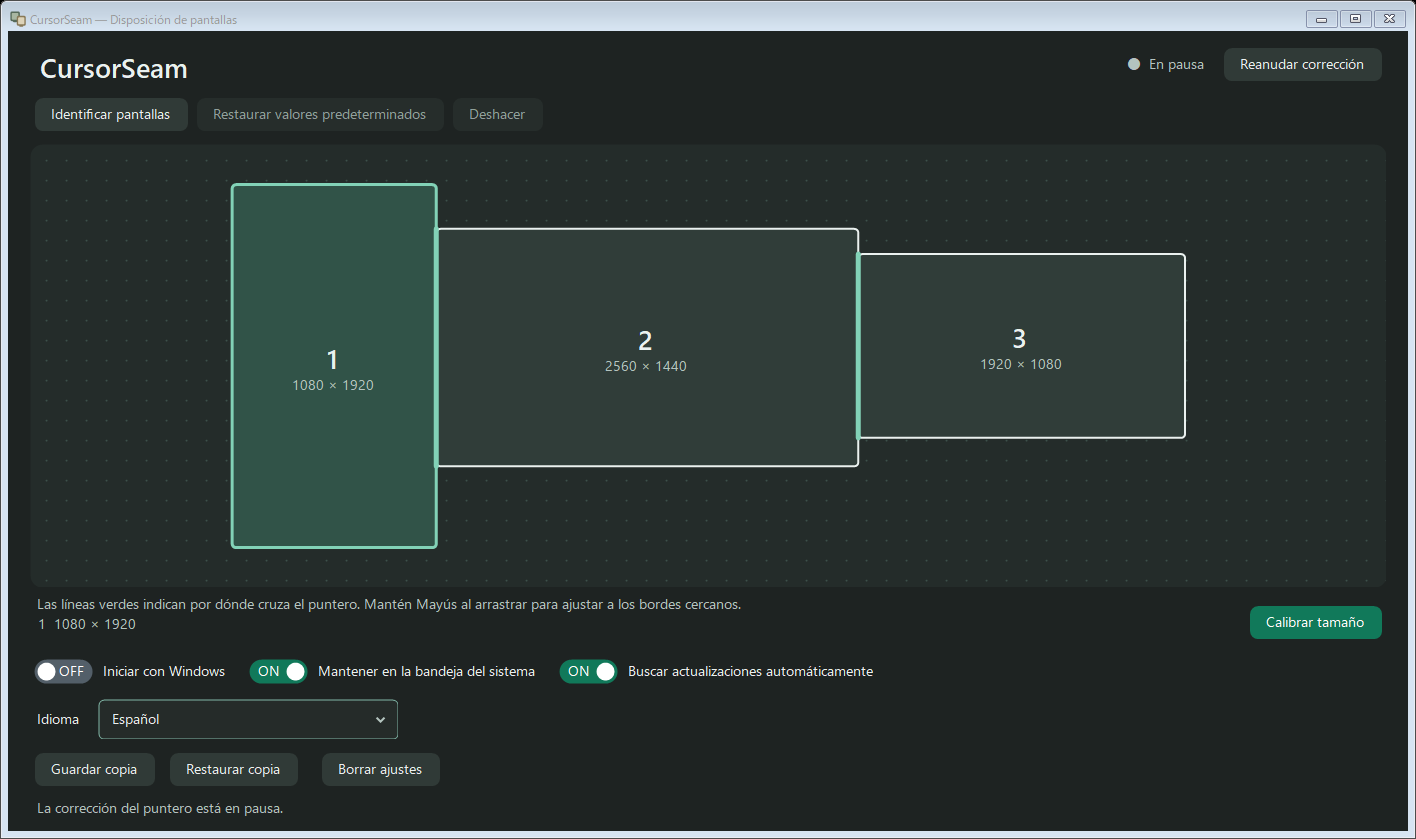 CursorSeam — Disposición de pantallas
CursorSeam
En pausa
Reanudar corrección
Identificar pantallas
Restaurar valores predeterminados
Deshacer
1
1080 × 1920
2
2560 × 1440
3
1920 × 1080
Las líneas verdes indican por dónde cruza el puntero. Mantén Mayús al arrastrar para ajustar a los bordes cercanos.
1 1080 × 1920
Calibrar tamaño
OFF Iniciar con Windows
ON Mantener en la bandeja del sistema
ON Buscar actualizaciones automáticamente
Idioma
Español
Guardar copia
Restaurar copia
Borrar ajustes
La corrección del puntero está en pausa.